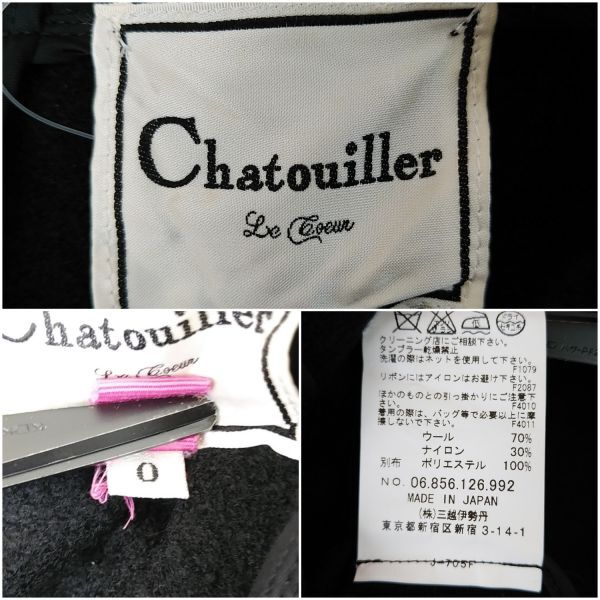 Chatouiller
Le Coeur
Chatouiller
Le Coeur
0
ドライ
クリーニング店にご相談下さい。
タンブラー乾燥禁止
洗濯の際はネットを使用して下さい。
F1079
リボンにはアイロンはお避け下さい。
F2087
ほかのものとの引っ掛かりにご注意下さい。
F4010
着用の際は、バッグ等で必要以上に摩擦しないで下さい。
F4011
ウール 70%
ナイロン 30%
別布 ポリエステル 100%
NO. 06.856.126.992
MADE IN JAPAN
(株)三越伊勢丹
東京都新宿区新宿 3-14-1
J-705F